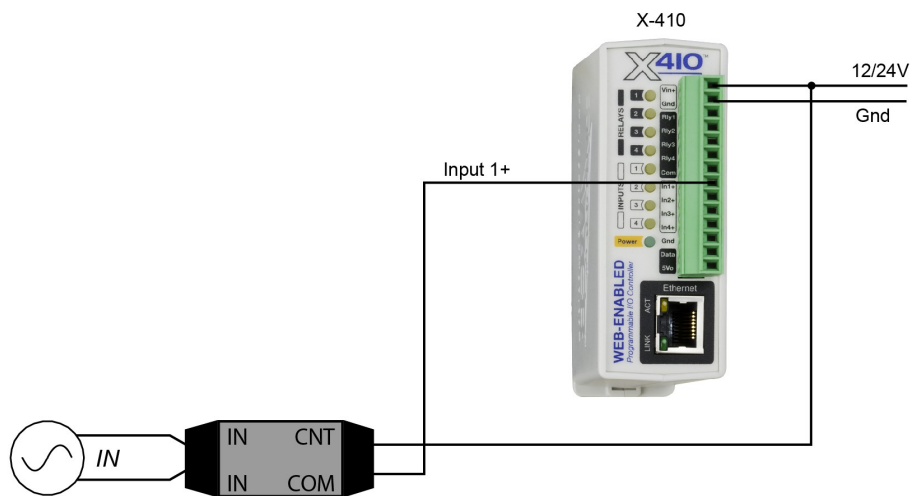 X-410
X410™
12/24V
Gnd
Input 1+
RELAYS
1
2
3
4
INPUTS
1
2
3
4
Power
Vin+
Gnd
Rly1
Rly2
Rly3
Rly4
Com
In1+
In2+
In3+
In4+
Gnd
Data
5Vo
WEB-ENABLED
Programmable I/O Controller
Ethernet
ACT
LINK
IN
IN CNT
IN COM